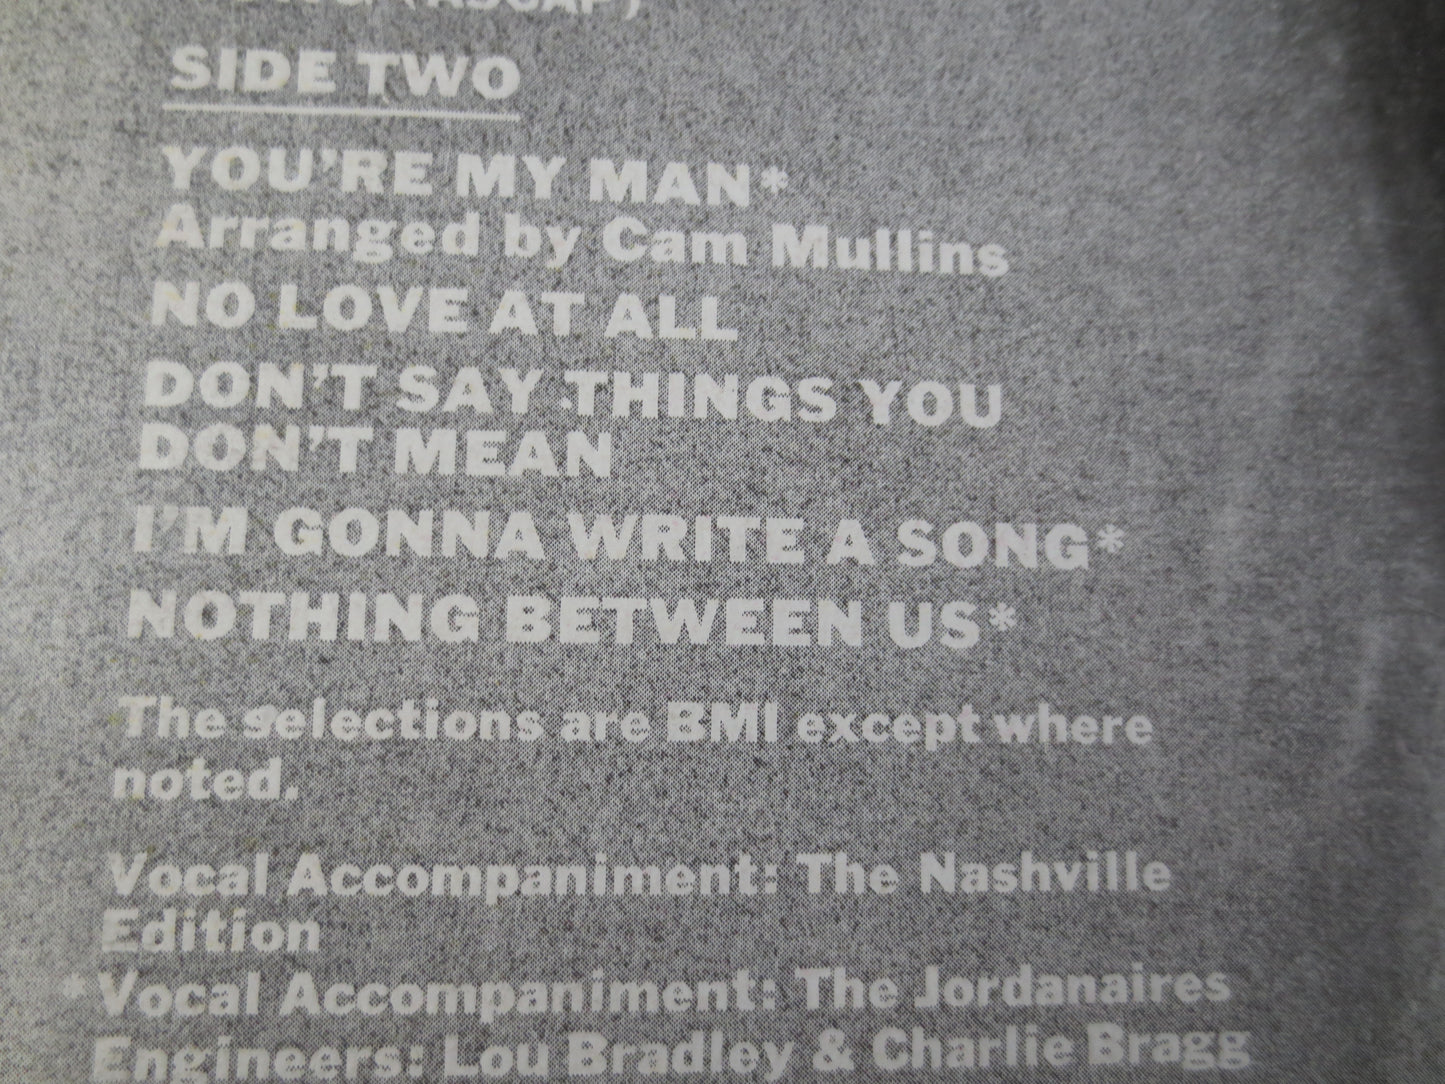 (ASCAP)
SIDE TWO
YOU'RE MY MAN*
Arranged by Cam Mullins
NO LOVE AT ALL
DON'T SAY THINGS YOU
DON'T MEAN
I'M GONNA WRITE A SONG*
NOTHING BETWEEN US*
The selections are BMI except where
noted.
Vocal Accompaniment: The Nashville
Edition
*Vocal Accompaniment: The Jordanaires
Engineers: Lou Bradley & Charlie Bragg